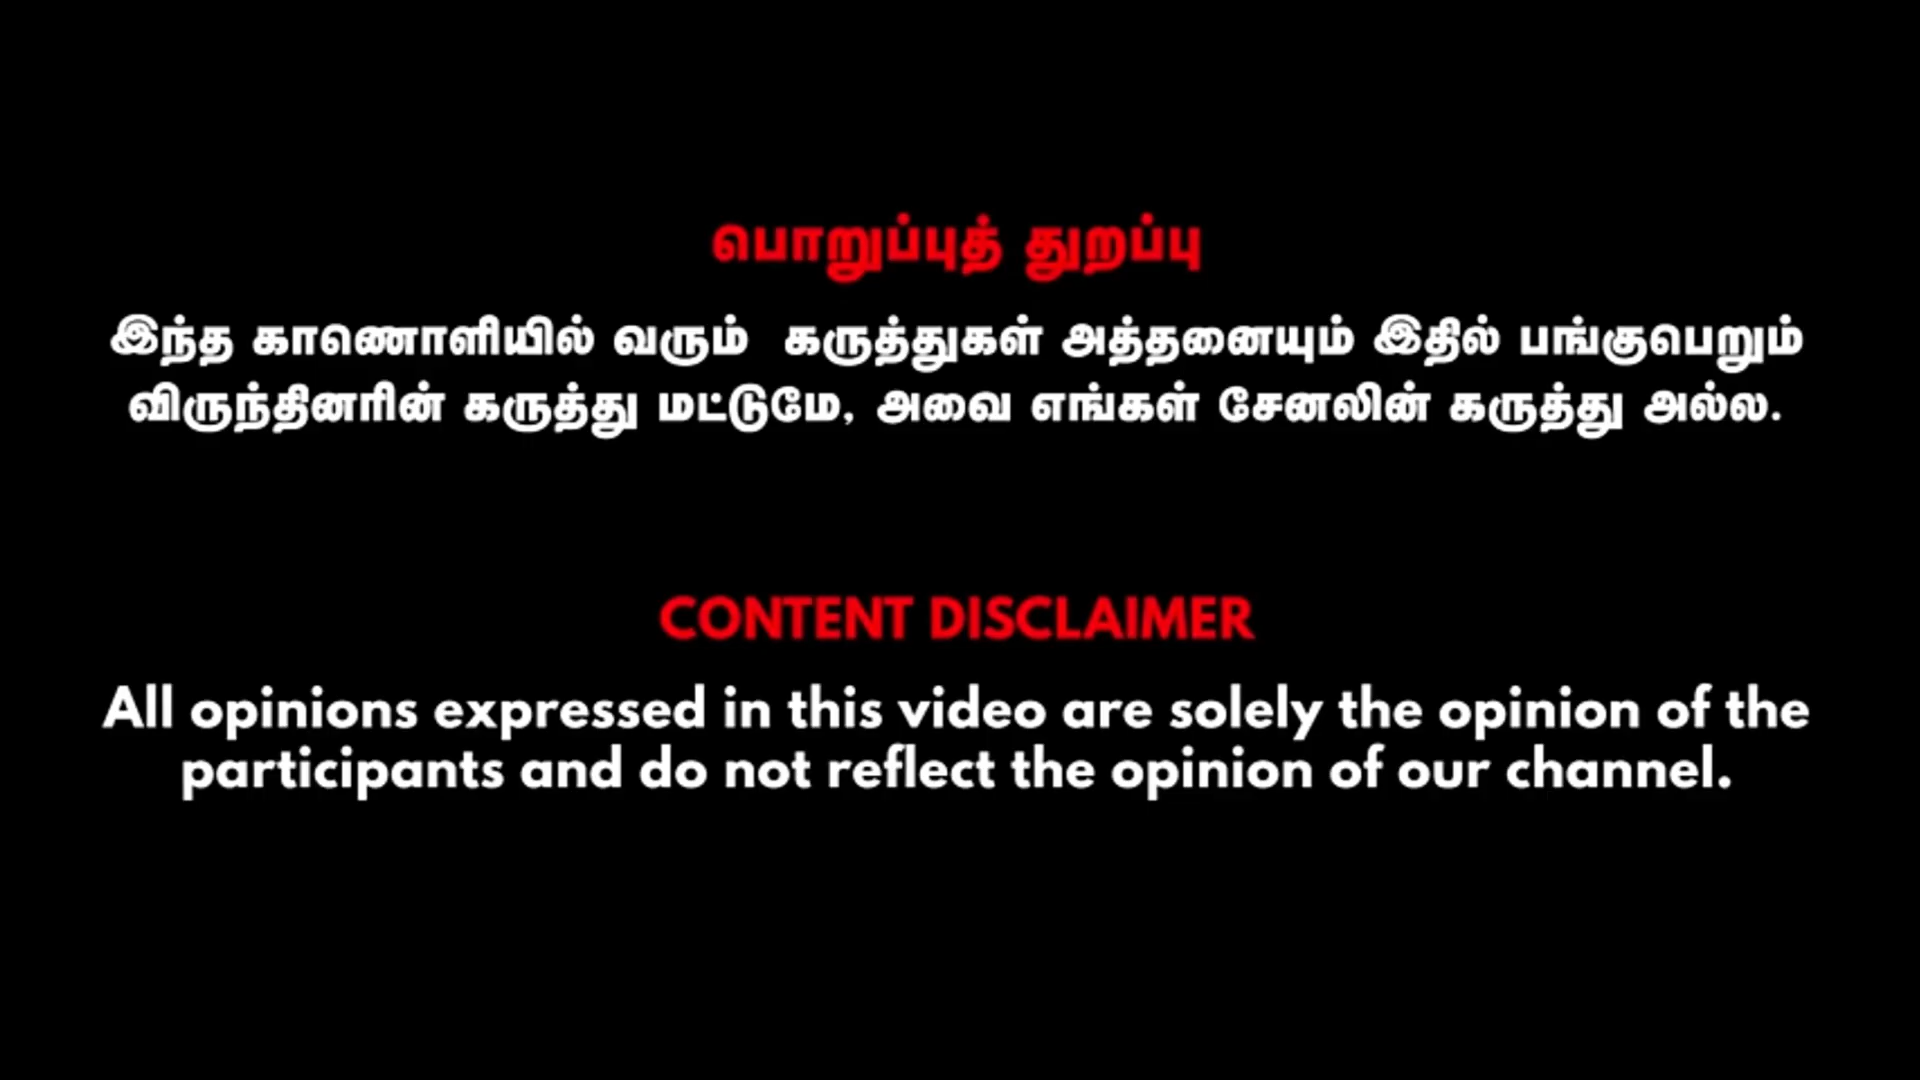 பொறுப்புத் துறப்பு
இந்த காணொளியில் வரும் கருத்துகள் அத்தனையும் இதில் பங்குபெறும்
விருந்தினரின் கருத்து மட்டுமே, அவை எங்கள் சேனலின் கருத்து அல்ல.
CONTENT DISCLAIMER
All opinions expressed in this video are solely the opinion of the
participants and do not reflect the opinion of our channel.